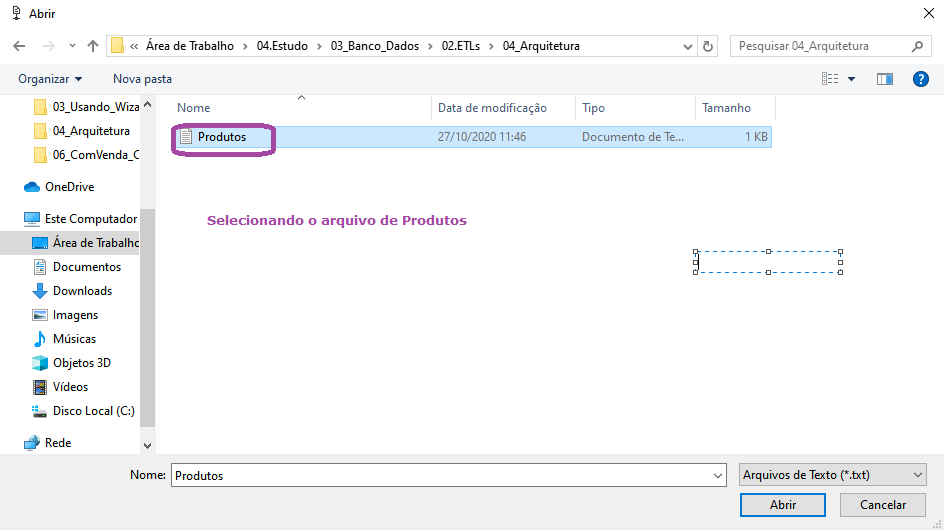 Abrir
« Área de Trabalho › 04.Estudo › 03_Banco_Dados › 02.ETLs › 04_Arquitetura
Pesquisar 04_Arquitetura
Organizar
Nova pasta
03_Usando_Wiza
04_Arquitetura
06_ComVenda_C
OneDrive
Este Computador
Área de Trabalho
Documentos
Downloads
Imagens
Músicas
Objetos 3D
Vídeos
Disco Local (C:)
Rede
Nome Data de modificação Tipo Tamanho
Produtos 27/10/2020 11:46 Documento de Te... 1 KB
Selecionando o arquivo de Produtos
Nome: Produtos
Arquivos de Texto (*.txt)
Abrir Cancelar